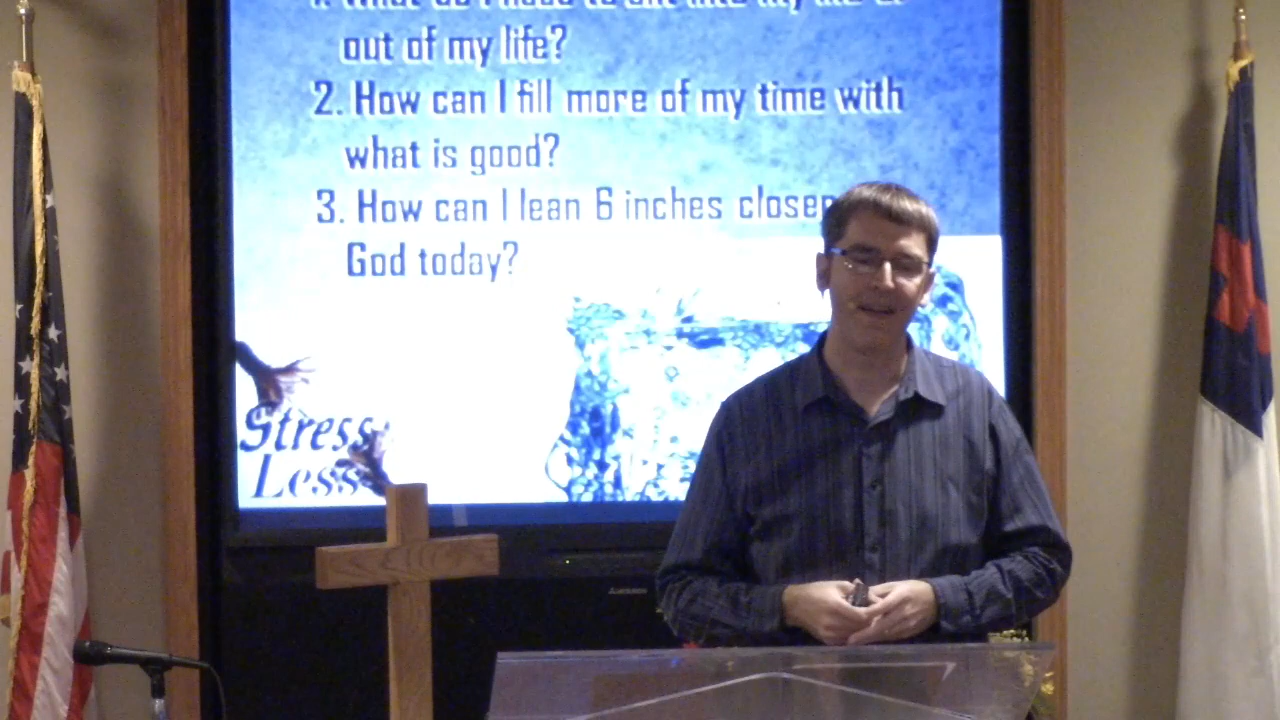 out of my life?
2. How can I fill more of my time with
what is good?
3. How can I lean 6 inches closer
God today?
Stress
Less